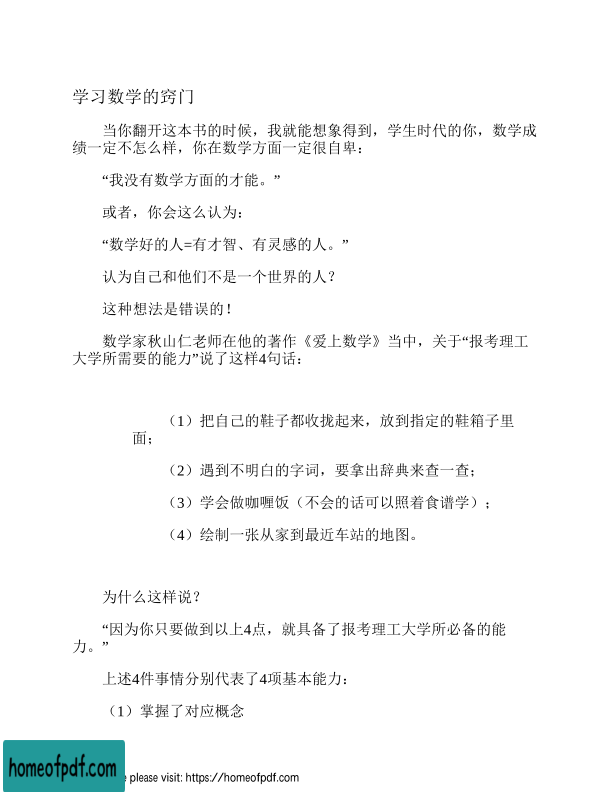 学习数学的窍门
当你翻开这本书的时候，我就能想象得到，学生时代的你，数学成
绩一定不怎么样，你在数学方面一定很自卑：
“我没有数学方面的才能。”
或者，你会这么认为：
“数学好的人=有才智、有灵感的人。”
认为自己和他们不是一个世界的人？
这种想法是错误的！
数学家秋山仁老师在他的著作《爱上数学》当中，关于“报考理工
大学所需要的能力”说了这样4句话：
（1）把自己的鞋子都收拢起来，放到指定的鞋箱子里
面；
（2）遇到不明白的字词，要拿出辞典来查一查；
（3）学会做咖喱饭（不会的话可以照着食谱学）；
（4）绘制一张从家到最近车站的地图。
为什么这样说？
“因为你只要做到以上4点，就具备了报考理工大学所必备的能
力。”
上述4件事情分别代表了4项基本能力：
（1）掌握了对应概念
homeofpdf.com
e please visit: https://homeofpdf.com